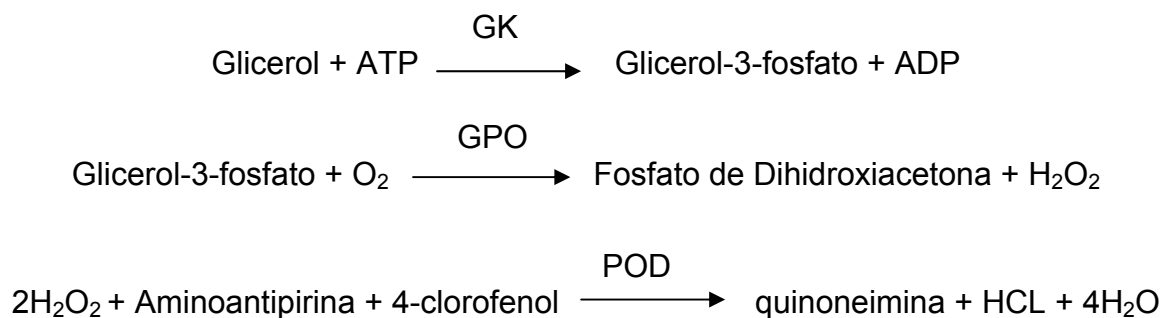 GK
Glicerol + ATP ⟶ Glicerol-3-fosfato + ADP
GPO
Glicerol-3-fosfato + O₂ ⟶ Fosfato de Dihidroxiacetona + H₂O₂
POD
2H₂O₂ + Aminoantipirina + 4-clorofenol ⟶ quinoneimina + HCL + 4H₂O